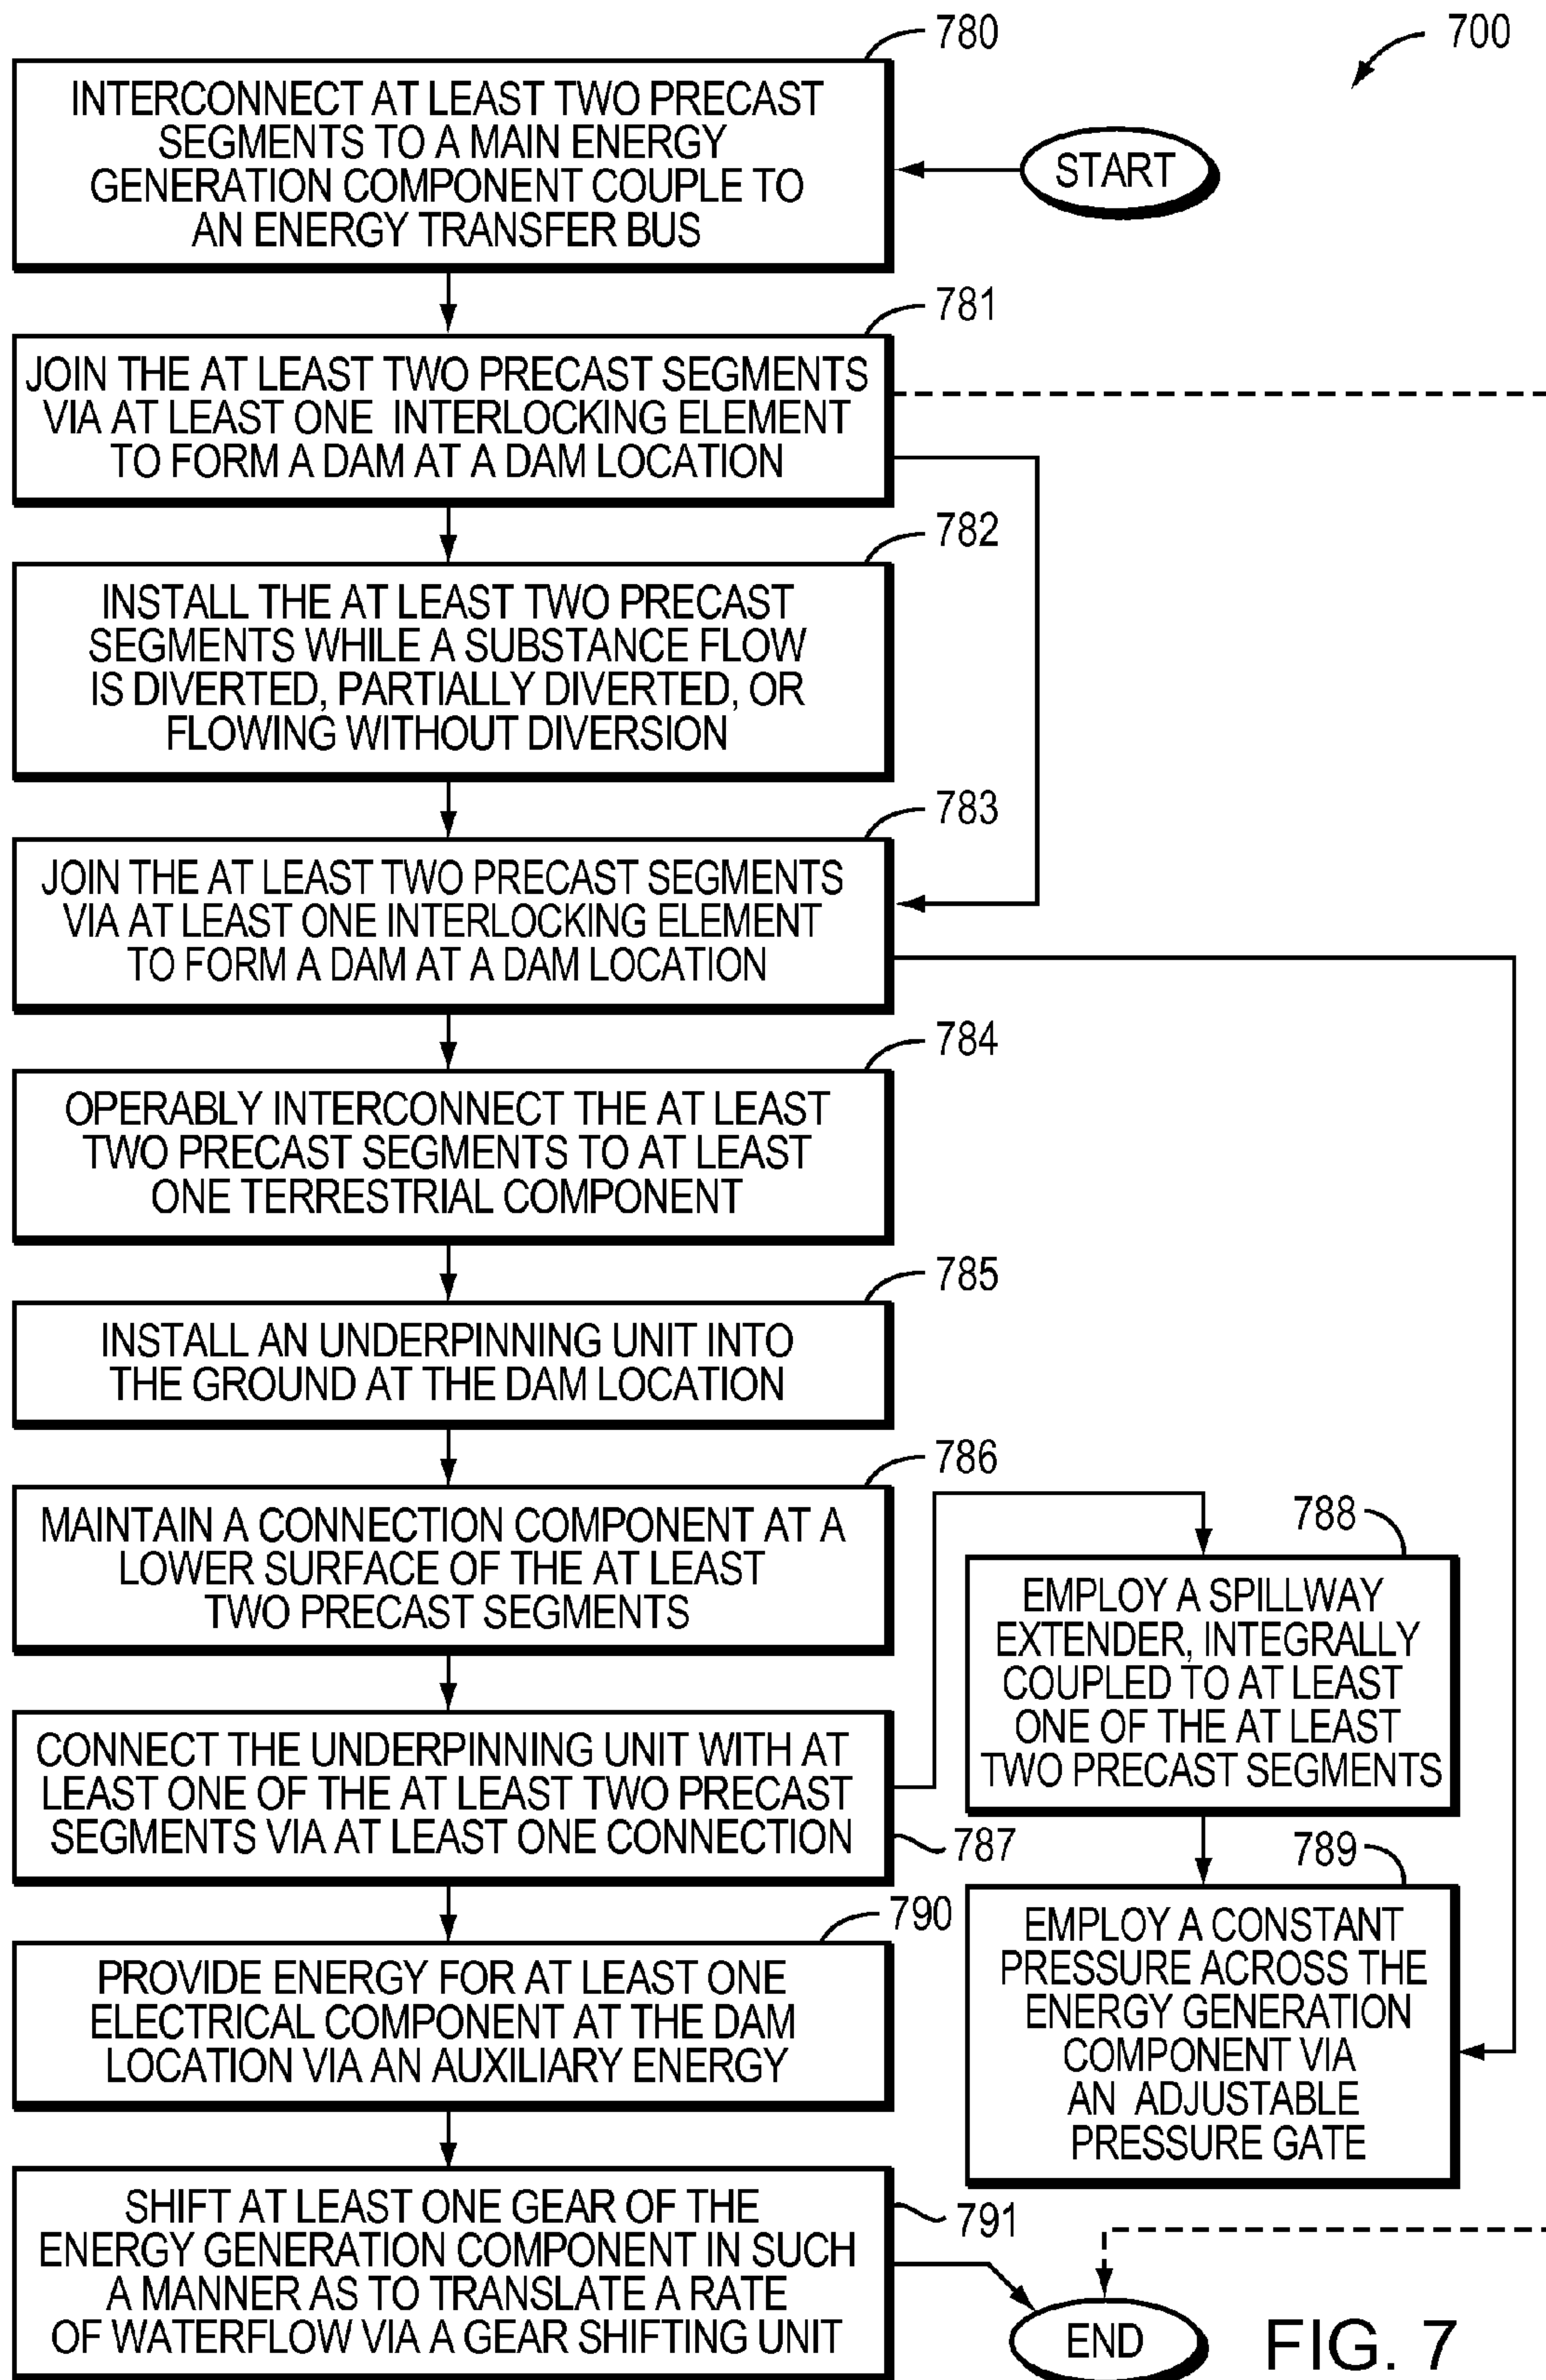 780
700
INTERCONNECT AT LEAST TWO PRECAST
SEGMENTS TO A MAIN ENERGY
GENERATION COMPONENT COUPLE TO
AN ENERGY TRANSFER BUS
START
781
JOIN THE AT LEAST TWO PRECAST SEGMENTS
VIA AT LEAST ONE INTERLOCKING ELEMENT
TO FORM A DAM AT A DAM LOCATION
782
INSTALL THE AT LEAST TWO PRECAST
SEGMENTS WHILE A SUBSTANCE FLOW
IS DIVERTED, PARTIALLY DIVERTED, OR
FLOWING WITHOUT DIVERSION
783
JOIN THE AT LEAST TWO PRECAST SEGMENTS
VIA AT LEAST ONE INTERLOCKING ELEMENT
TO FORM A DAM AT A DAM LOCATION
784
OPERABLY INTERCONNECT THE AT LEAST
TWO PRECAST SEGMENTS TO AT LEAST
ONE TERRESTRIAL COMPONENT
785
INSTALL AN UNDERPINNING UNIT INTO
THE GROUND AT THE DAM LOCATION
786
MAINTAIN A CONNECTION COMPONENT AT A
LOWER SURFACE OF THE AT LEAST
TWO PRECAST SEGMENTS
CONNECT THE UNDERPINNING UNIT WITH AT
LEAST ONE OF THE AT LEAST TWO PRECAST
SEGMENTS VIA AT LEAST ONE CONNECTION
787
788
EMPLOY A SPILLWAY
EXTENDER, INTEGRALLY
COUPLED TO AT LEAST
ONE OF THE AT LEAST
TWO PRECAST SEGMENTS
789
EMPLOY A CONSTANT
PRESSURE ACROSS THE
ENERGY GENERATION
COMPONENT VIA
AN ADJUSTABLE
PRESSURE GATE
790
PROVIDE ENERGY FOR AT LEAST ONE
ELECTRICAL COMPONENT AT THE DAM
LOCATION VIA AN AUXILIARY ENERGY
791
SHIFT AT LEAST ONE GEAR OF THE
ENERGY GENERATION COMPONENT IN SUCH
A MANNER AS TO TRANSLATE A RATE
OF WATERFLOW VIA A GEAR SHIFTING UNIT
END
FIG. 7